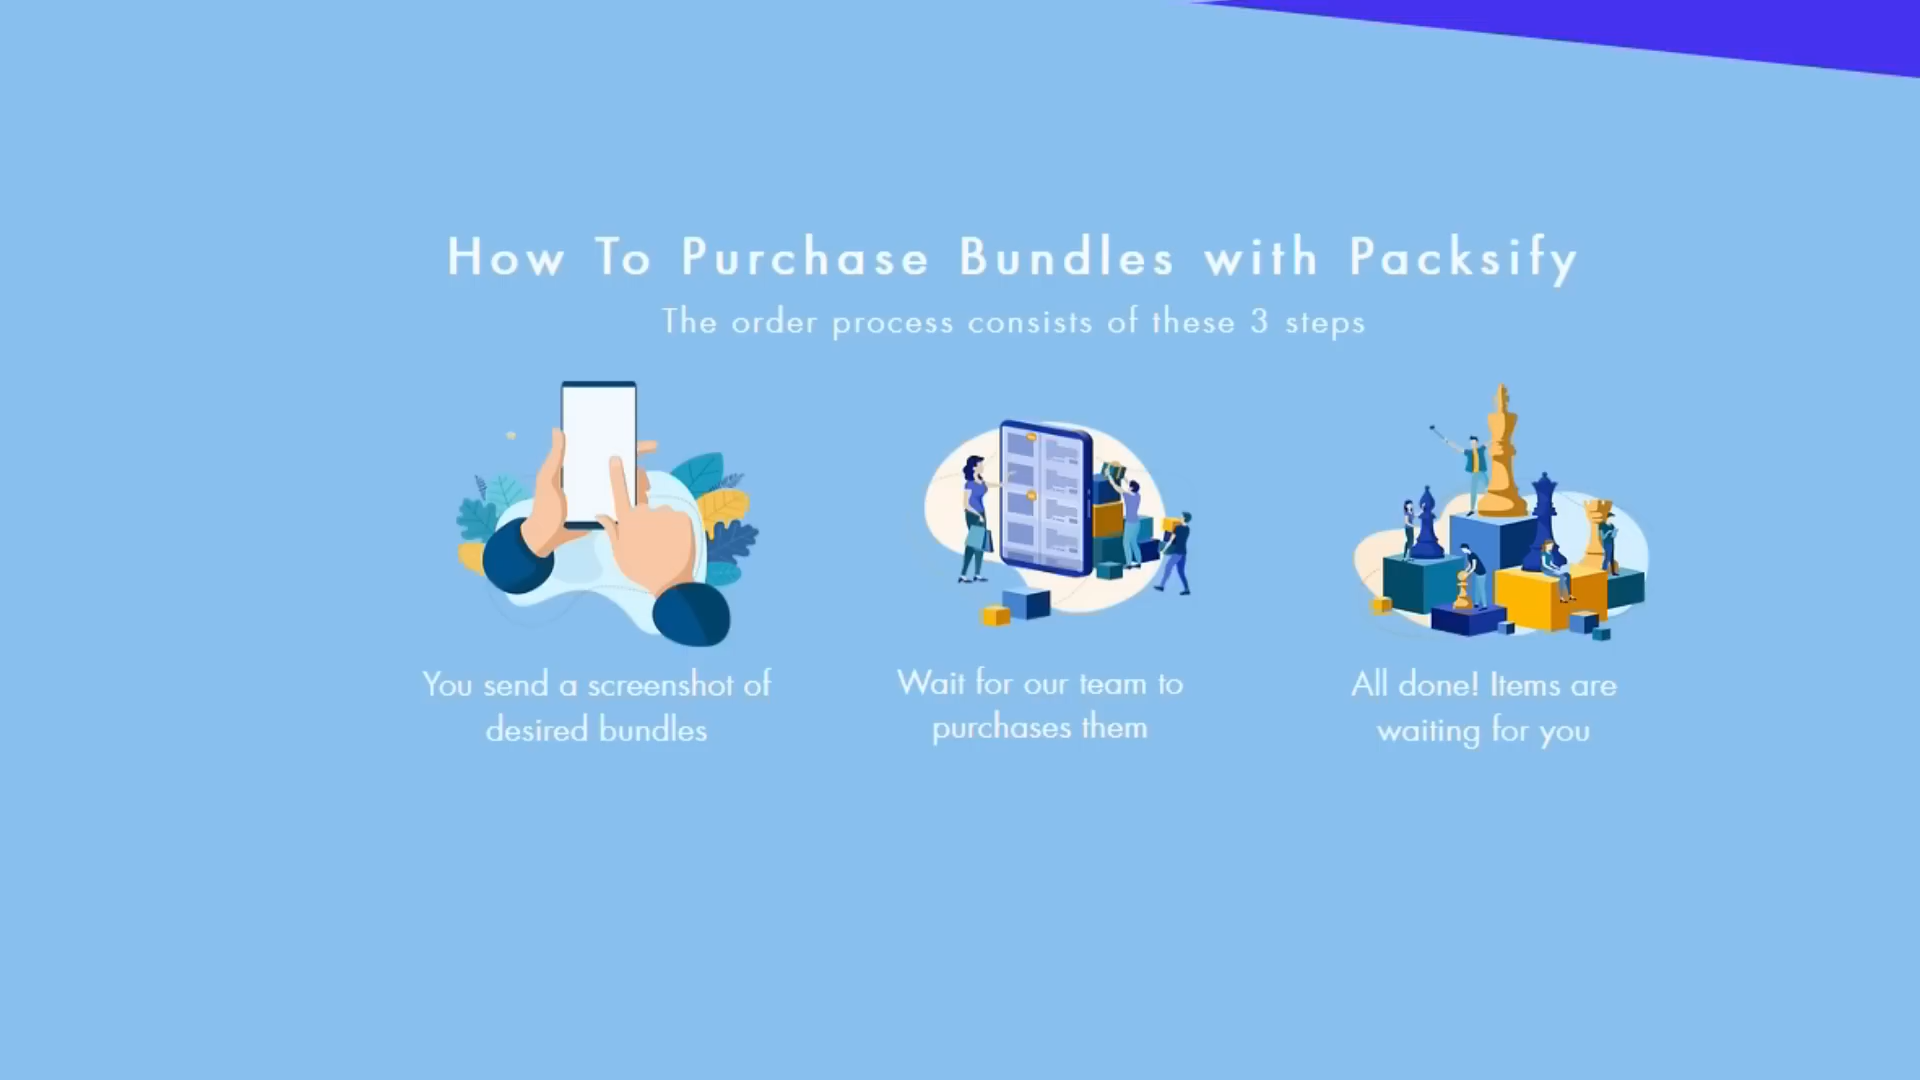 How To Purchase Bundles with Packsify
The order process consists of these 3 steps
You send a screenshot of
desired bundles
Wait for our team to
purchases them
All done! Items are
waiting for you